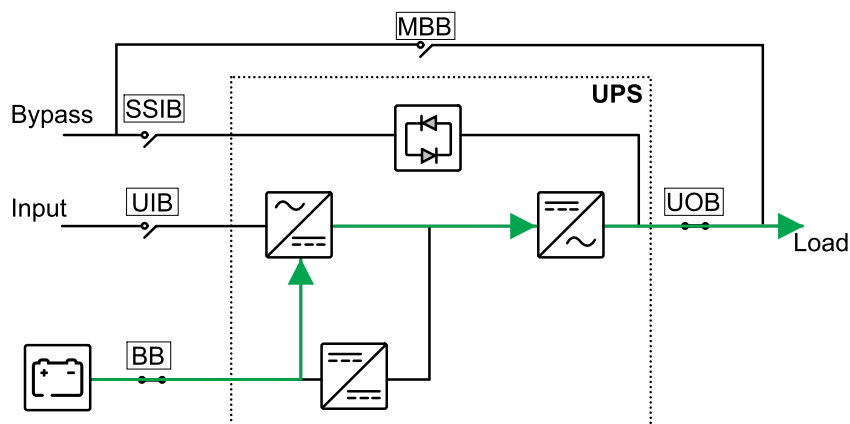 MBB
UPS
SSIB
Bypass
UIB
Input
UOB
Load
BB